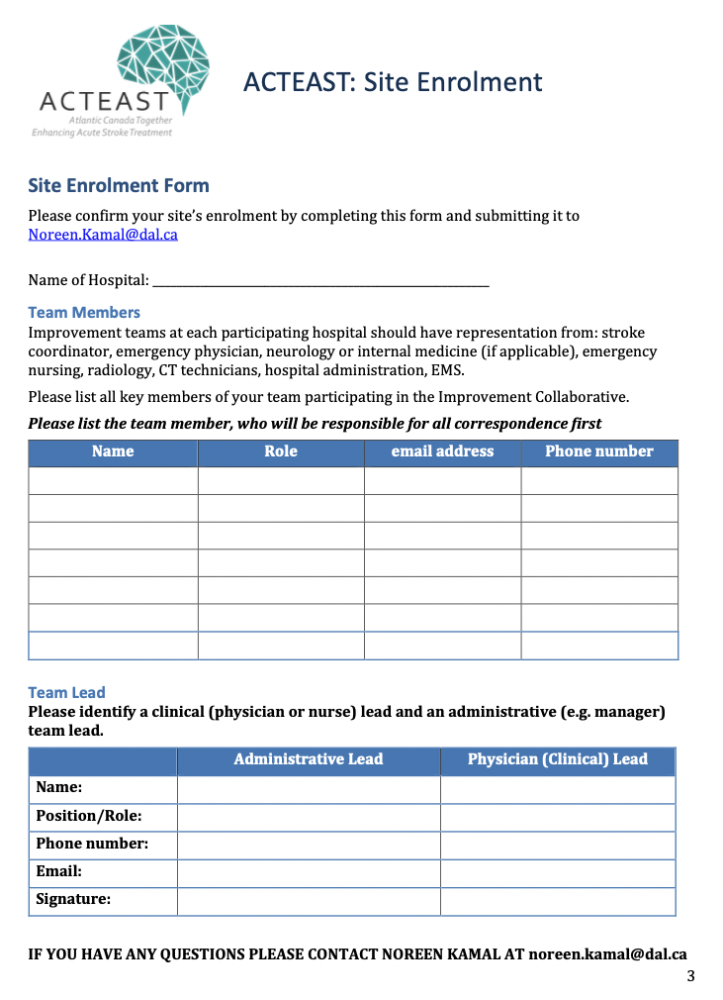 ACTEAST
Atlantic Canada Together
Enhancing Acute Stroke Treatment
ACTEAST: Site Enrolment
Site Enrolment Form
Please confirm your site’s enrolment by completing this form and submitting it to
Noreen.Kamal@dal.ca
Name of Hospital: ___________________________________________________
Team Members
Improvement teams at each participating hospital should have representation from: stroke
coordinator, emergency physician, neurology or internal medicine (if applicable), emergency
nursing, radiology, CT technicians, hospital administration, EMS.
Please list all key members of your team participating in the Improvement Collaborative.
Please list the team member, who will be responsible for all correspondence first
Name Role email address Phone number
Team Lead
Please identify a clinical (physician or nurse) lead and an administrative (e.g. manager)
team lead.
Administrative Lead Physician (Clinical) Lead
Name:
Position/Role:
Phone number:
Email:
Signature:
IF YOU HAVE ANY QUESTIONS PLEASE CONTACT NOREEN KAMAL AT noreen.kamal@dal.ca
3